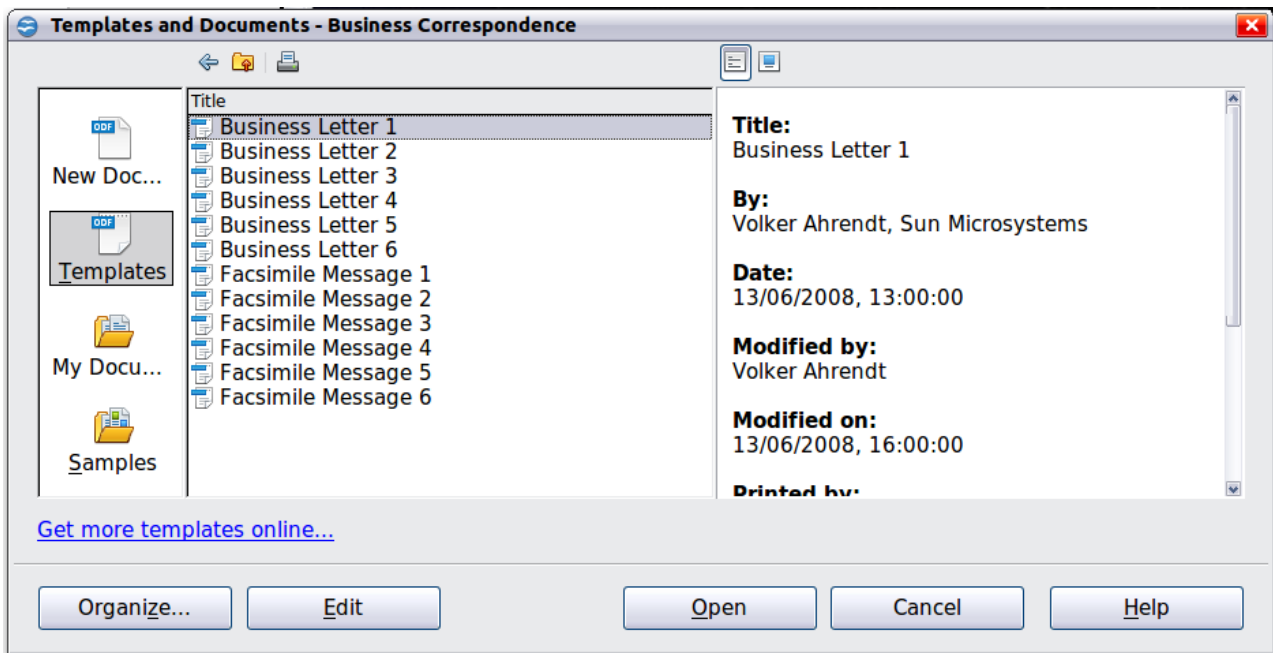 Templates and Documents - Business Correspondence
ODF
New Doc...
ODF
Templates
My Docu...
Samples
Title
Business Letter 1
Business Letter 2
Business Letter 3
Business Letter 4
Business Letter 5
Business Letter 6
Facsimile Message 1
Facsimile Message 2
Facsimile Message 3
Facsimile Message 4
Facsimile Message 5
Facsimile Message 6
Title:
Business Letter 1
By:
Volker Ahrendt, Sun Microsystems
Date:
13/06/2008, 13:00:00
Modified by:
Volker Ahrendt
Modified on:
13/06/2008, 16:00:00
Printed by:
Get more templates online...
Organize...
Edit
Open
Cancel
Help